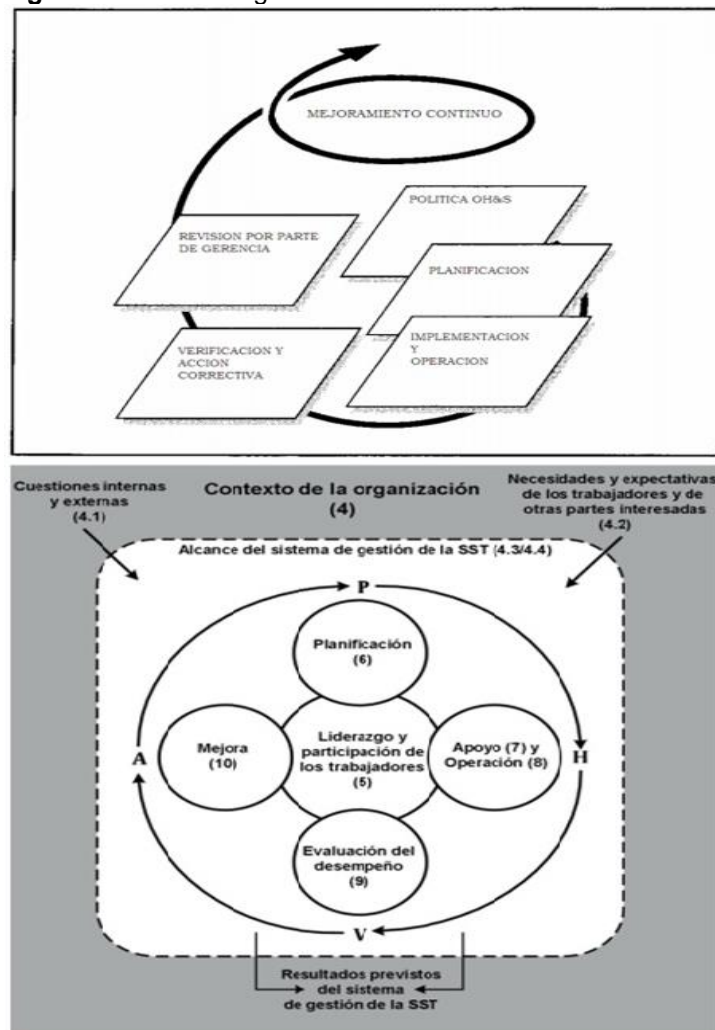 MEJORAMIENTO CONTINUO
POLITICA OH&S
REVISION POR PARTE
DE GERENCIA
PLANIFICACION
IMPLEMENTACION
Y
OPERACION
VERIFICACION Y
ACCION
CORRECTIVA
Cuestiones internas
y externas
(4.1)
Contexto de la organización
(4)
Necesidades y expectativas
de los trabajadores y de
otras partes interesadas
(4.2)
Alcance del sistema de gestión de la SST (4.3/4.4)
P
Planificación
(6)
A
Mejora
(10)
Liderazgo y
participación de
los trabajadores
(5)
Apoyo (7) y
Operación (8)
H
Evaluación del
desempeño
(9)
V
Resultados previstos
del sistema
de gestión de la SST